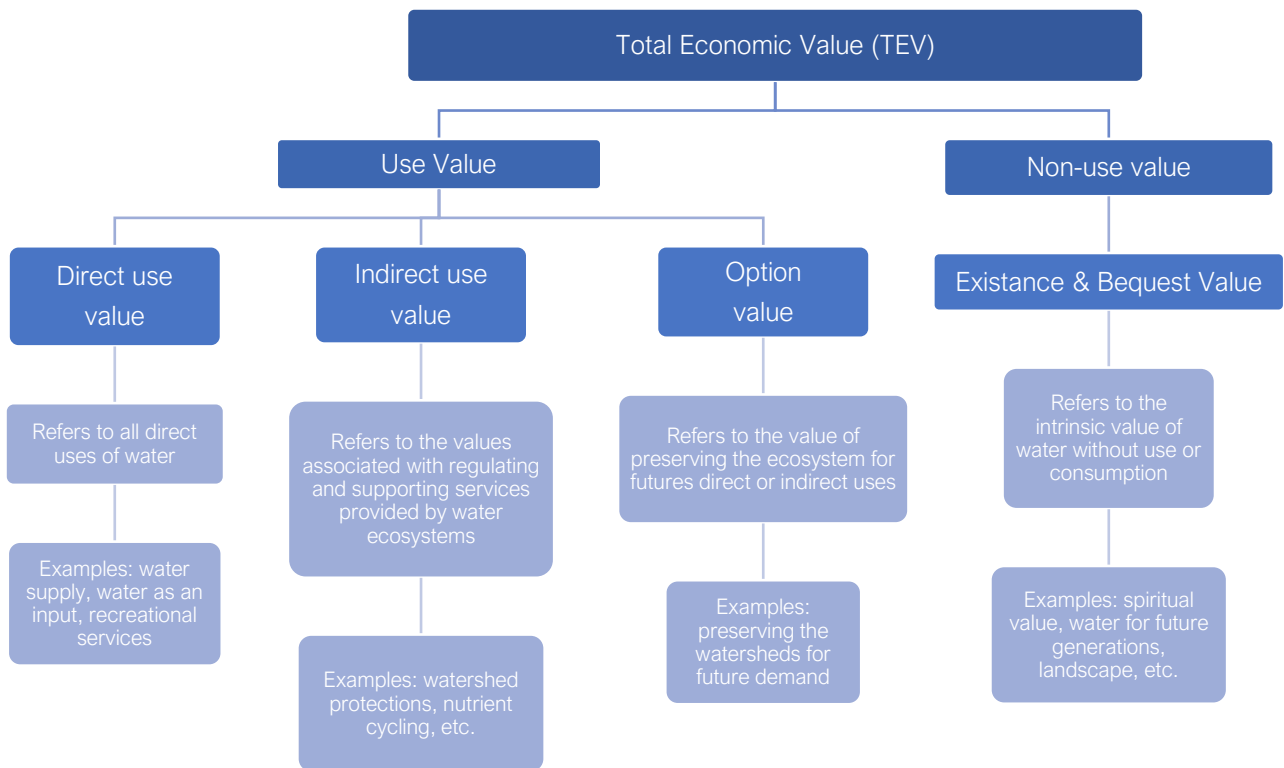 Total Economic Value (TEV)
Use Value
Non-use value
Direct use
value
Indirect use
value
Option
value
Existance & Bequest Value
Refers to all direct
uses of water
Refers to the values
associated with regulating
and supporting services
provided by water
ecosystems
Refers to the value of
preserving the ecosystem for
futures direct or indirect uses
Refers to the
intrinsic value of
water without use or
consumption
Examples: water
supply, water as an
input, recreational
services
Examples: watershed
protections, nutrient
cycling, etc.
Examples:
preserving the
watersheds for
future demand
Examples: spiritual
value, water for future
generations,
landscape, etc.